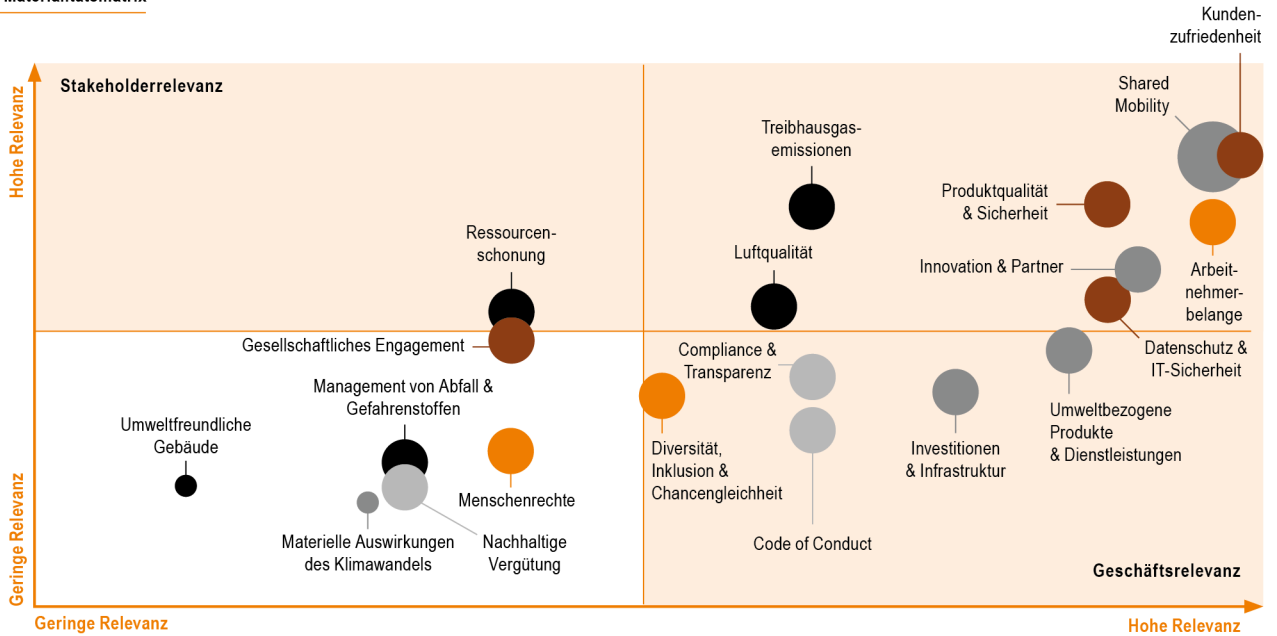 Materialitätsmatrix
Kunden-
zufriedenheit
Stakeholderrelevanz
Shared
Mobility
Hohe Relevanz
Treibhausgas-
emissionen
Produktqualität
& Sicherheit
Ressourcen-
schonung
Luftqualität
Innovation & Partner
Arbeit-
nehmer-
belange
Gesellschaftliches Engagement
Compliance &
Transparenz
Datenschutz &
IT-Sicherheit
Management von Abfall &
Gefahrenstoffen
Umweltfreundliche
Gebäude
Umweltbezogene
Produkte
& Dienstleistungen
Diversität,
Inklusion &
Chancengleichheit
Investitionen
& Infrastruktur
Menschenrechte
Geringe Relevanz
Materielle Auswirkungen
des Klimawandels
Nachhaltige
Vergütung
Code of Conduct
Geschäftsrelevanz
Geringe Relevanz
Hohe Relevanz